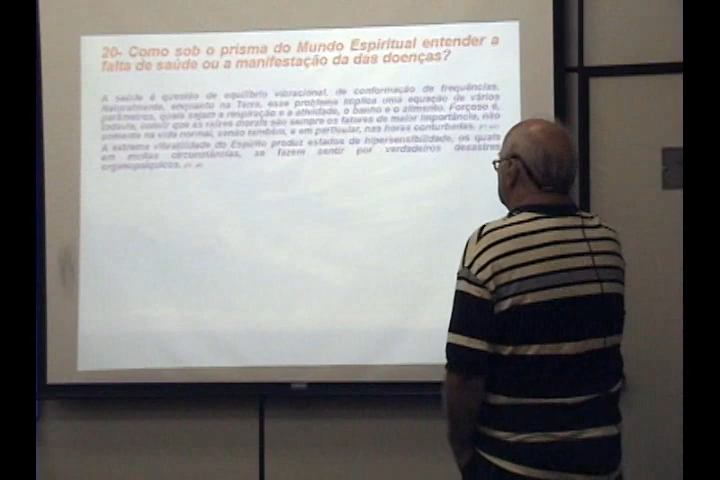 20- Como sob o prisma do Mundo Espiritual entender a
falta de saúde ou a manifestação da das doenças?
A saúde é questão de equilíbrio vibracional, de conformação de frequências.
Naturalmente, enquanto na Terra, esse problema implica uma equação de vários
parâmetros, quais sejam a respiração e a atividade, o banho e o alimento. Forçoso é,
todavia, convir que as raízes morais são sempre os fatores de maior importância, não
somente na vida normal, senão também, e em particular, nas horas conturbadas.
A extrema vibratilidade do Espírito produz estados de hipersensibilidade, os quais
em muitas circunstâncias, se fazem sentir por verdadeiros desastres
organopsíquicos.